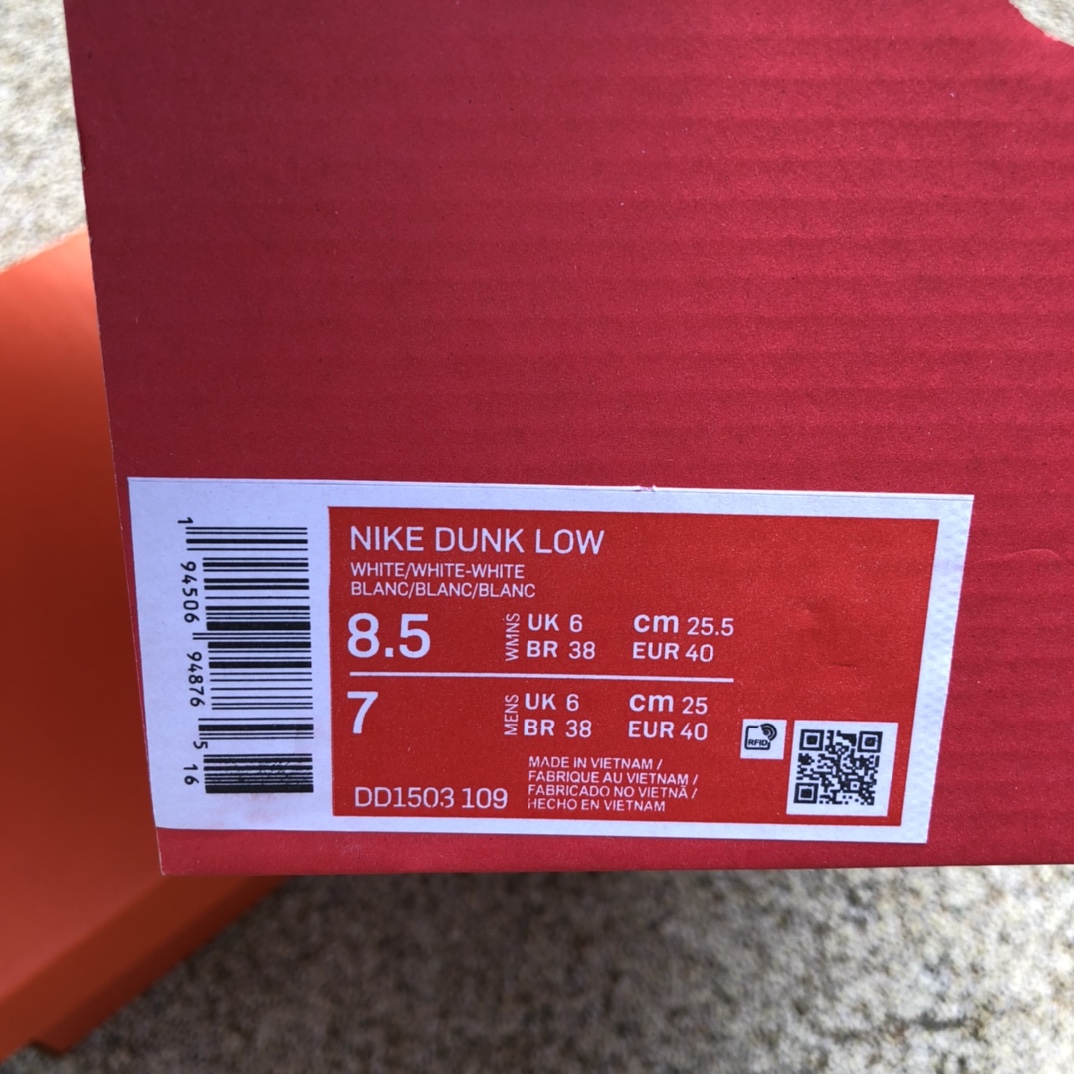 1 94506 94876 5 16
NIKE DUNK LOW
WHITE/WHITE-WHITE
BLANC/BLANC/BLANC
8.5 WMNS UK 6 cm 25.5
BR 38 EUR 40
7 MENS UK 6 cm 25
BR 38 EUR 40
RFID
MADE IN VIETNAM /
FABRIQUE AU VIETNAM /
FABRICADO NO VIETNÃ /
HECHO EN VIETNAM
DD1503 109